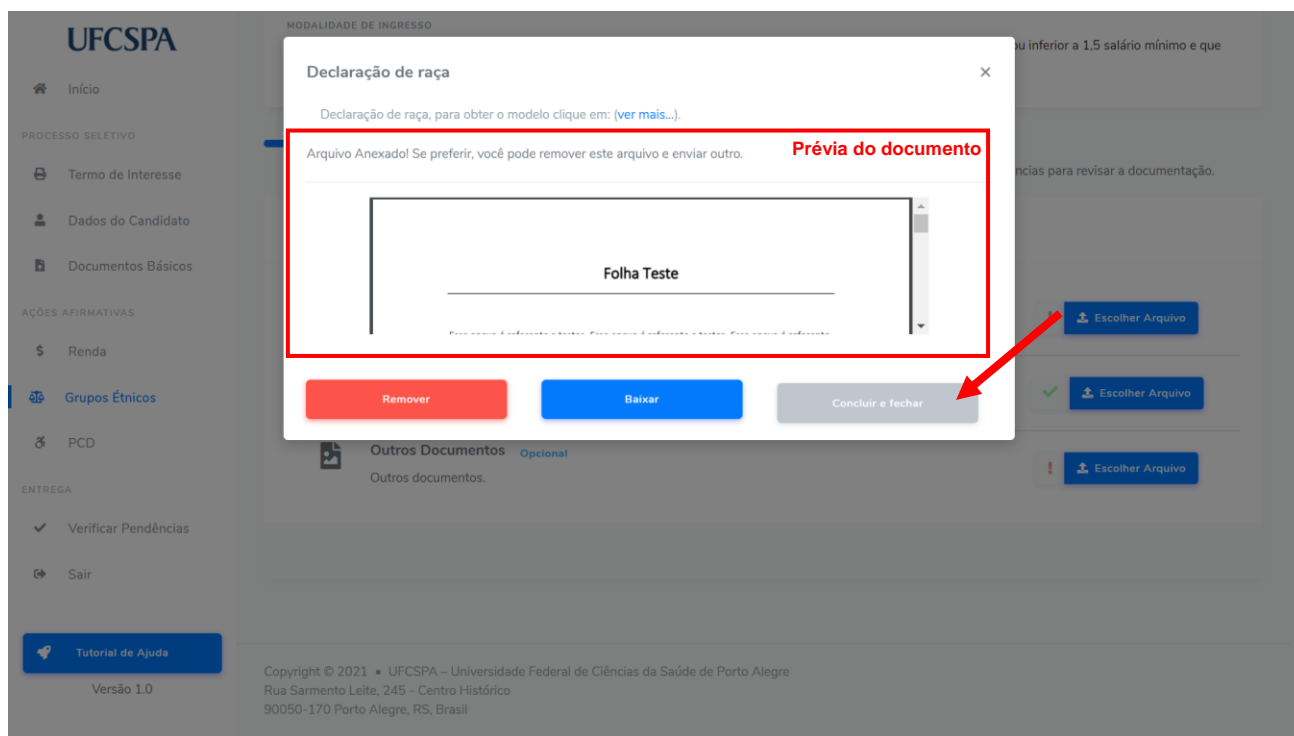 UFCSPA
Início
PROCESSO SELETIVO
Termo de Interesse
Dados do Candidato
Documentos Básicos
AÇÕES AFIRMATIVAS
$ Renda
Grupos Étnicos
PCD
ENTREGA
Verificar Pendências
Sair
Tutorial de Ajuda
Versão 1.0
MODALIDADE DE INGRESSO
ou inferior a 1,5 salário mínimo e que
Declaração de raça
×
Declaração de raça, para obter o modelo clique em: (ver mais...).
Arquivo Anexado! Se preferir, você pode remover este arquivo e enviar outro.
Prévia do documento
ncias para revisar a documentação.
Folha Teste
Remover
Baixar
Concluir e fechar
! Escolher Arquivo
Escolher Arquivo
Outros Documentos Opcional
Outros documentos.
! Escolher Arquivo
Copyright © 2021 • UFCSPA – Universidade Federal de Ciências da Saúde de Porto Alegre
Rua Sarmento Leite, 245 - Centro Histórico
90050-170 Porto Alegre, RS, Brasil